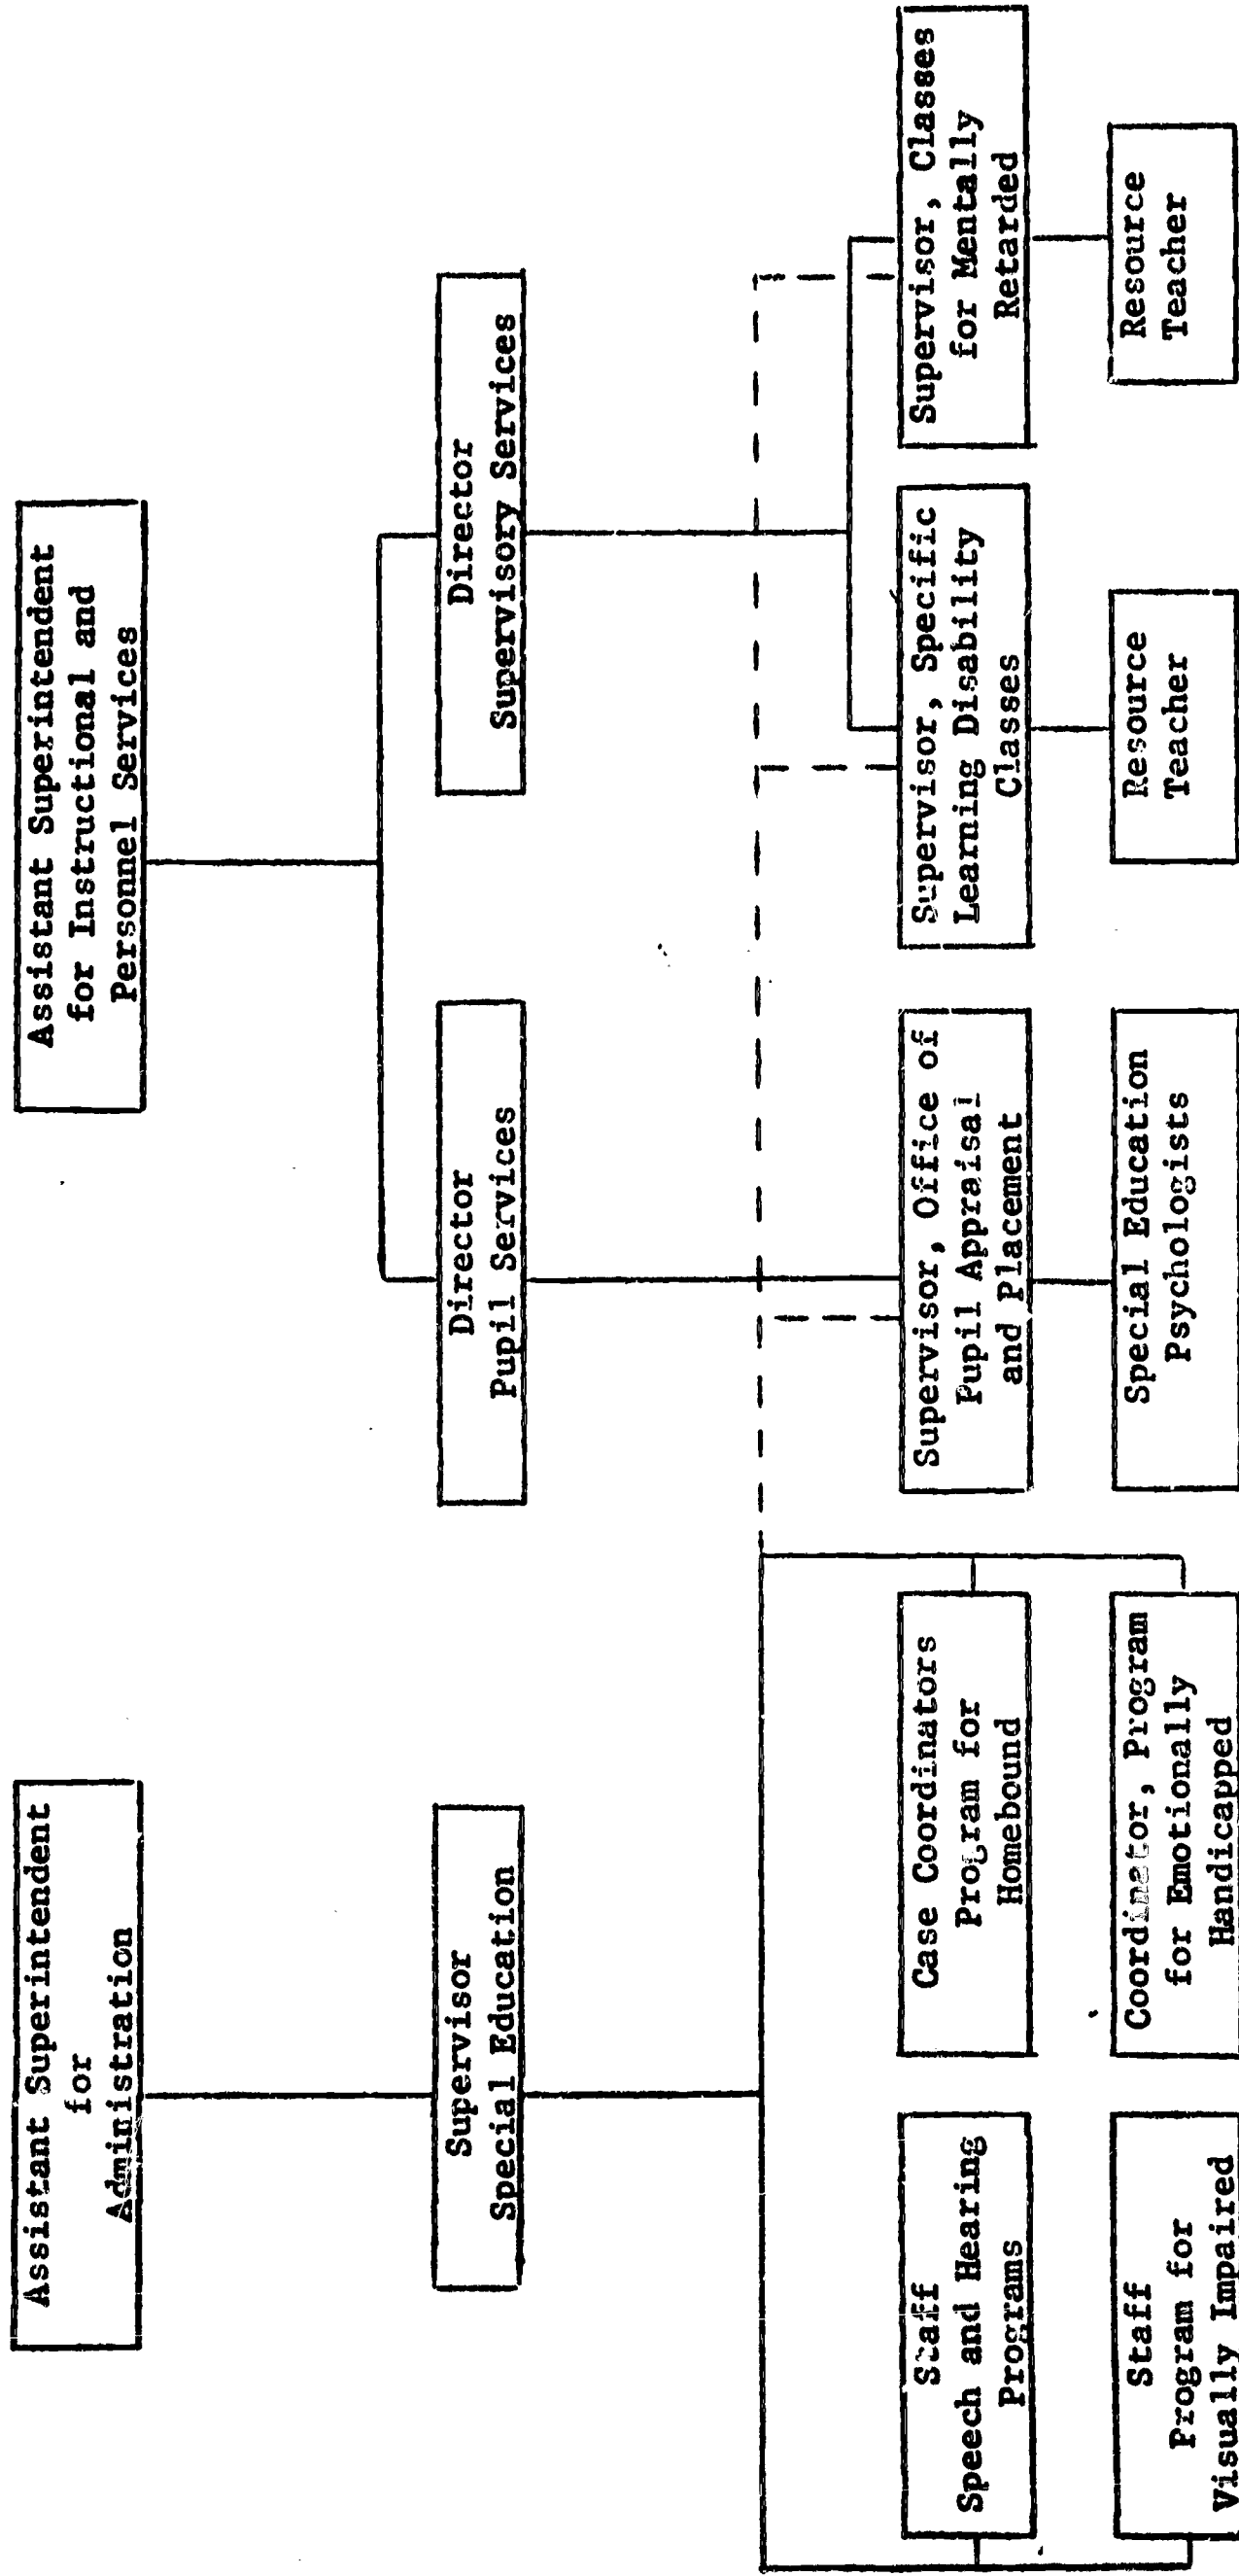 Assistant Superintendent
for
Administration
Assistant Superintendent
for Instructional and
Personnel Services
Supervisor
Special Education
Director
Pupil Services
Director
Supervisory Services
Staff
Speech and Hearing
Programs
Case Coordinators
Program for
Homebound
Supervisor, Office of
Pupil Appraisal
and Placement
Supervisor, Specific
Learning Disability
Classes
Supervisor, Classes
for Mentally
Retarded
Staff
Program for
Visually Impaired
Coordinator, Program
for Emotionally
Handicapped
Special Education
Psychologists
Resource
Teacher
Resource
Teacher